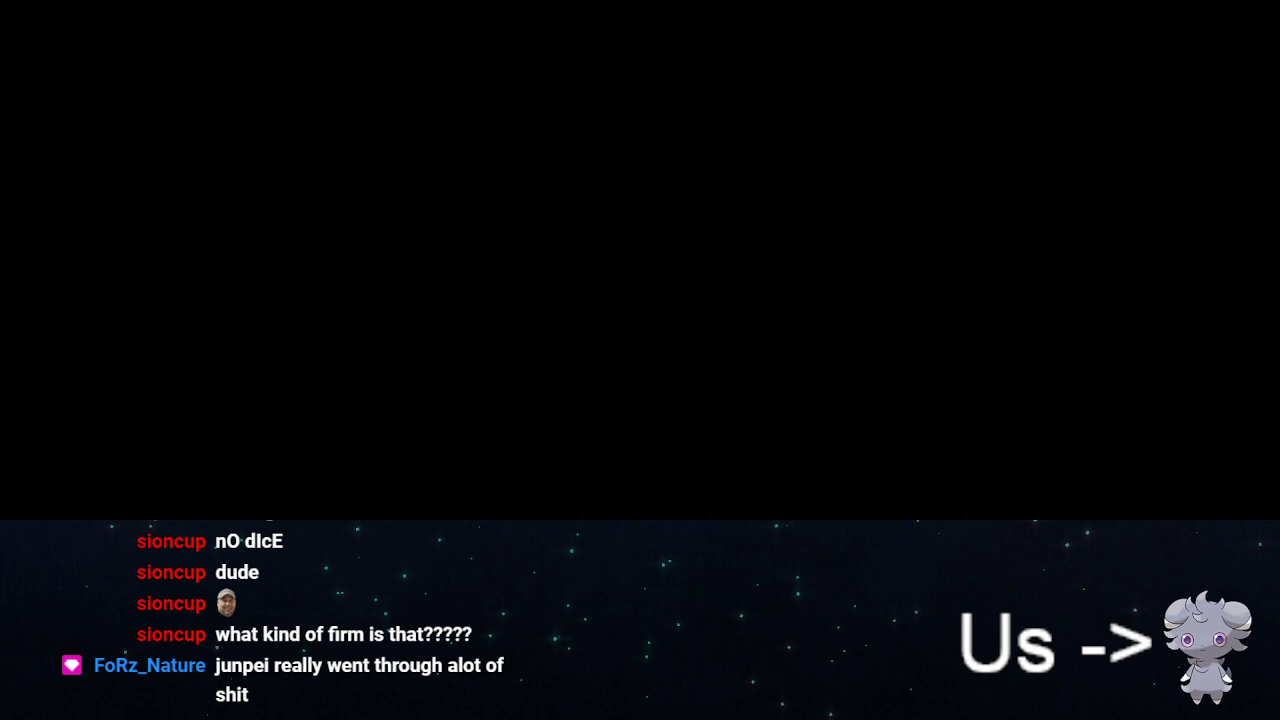 sioncup nO dIcE
sioncup dude
sioncup
sioncup what kind of firm is that?????
FoRz_Nature junpei really went through alot of
shit
Us ->